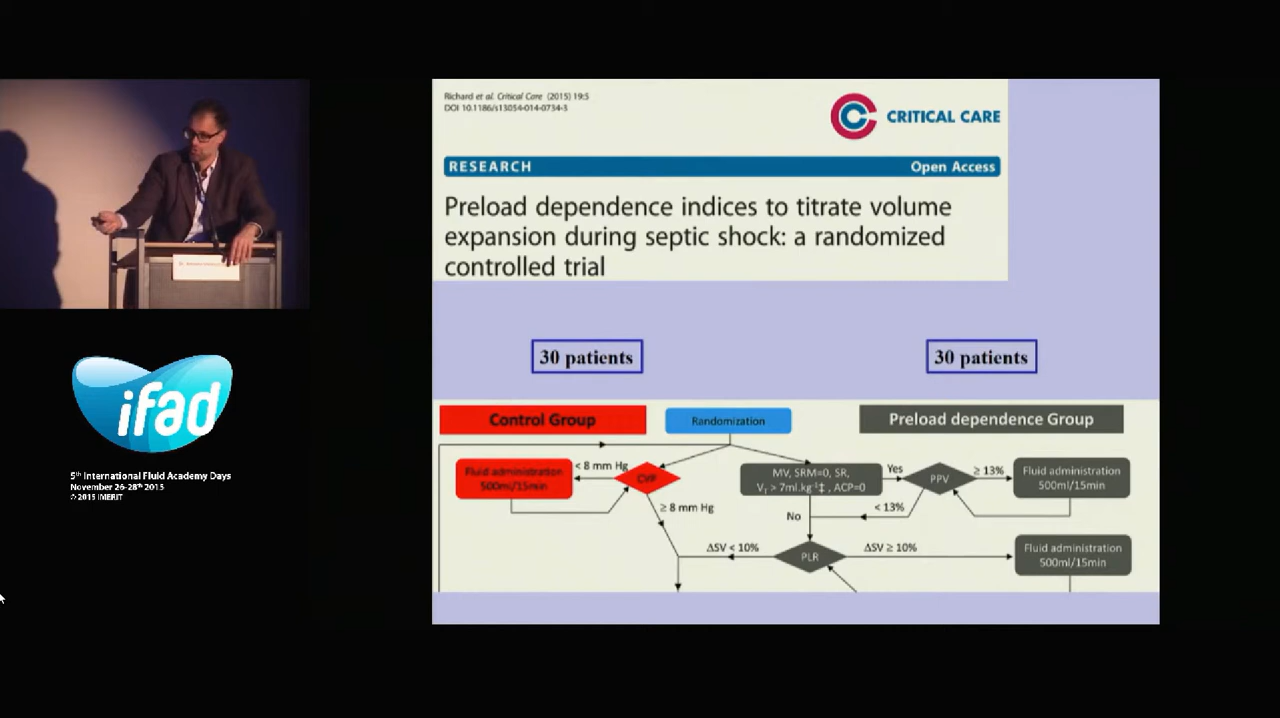 Richard et al. Critical Care (2015) 19:5
DOI 10.1186/s13054-014-0734-3
CRITICAL CARE
RESEARCH
Open Access
Preload dependence indices to titrate volume
expansion during septic shock: a randomized
controlled trial
30 patients
30 patients
Control Group
Randomization
Preload dependence Group
Fluid administration
500ml/15min
< 8 mm Hg
CVP
≥ 8 mm Hg
MV, SRM=0, SR,
VT > 7ml.kg-1‡ , ACP=0
Yes
PPV
≥ 13%
Fluid administration
500ml/15min
< 13%
No
ΔSV < 10%
PLR
ΔSV ≥ 10%
Fluid administration
500ml/15min
ifad
5th International Fluid Academy Days
November 26-28th 2015
© 2015 iMERiT